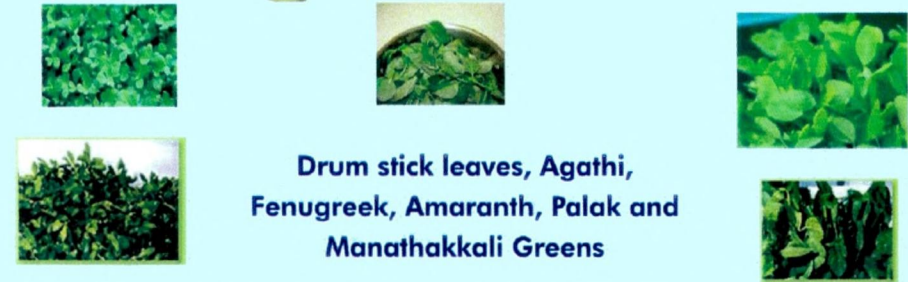 Drum stick leaves, Agathi,
Fenugreek, Amaranth, Palak and
Manathakkali Greens